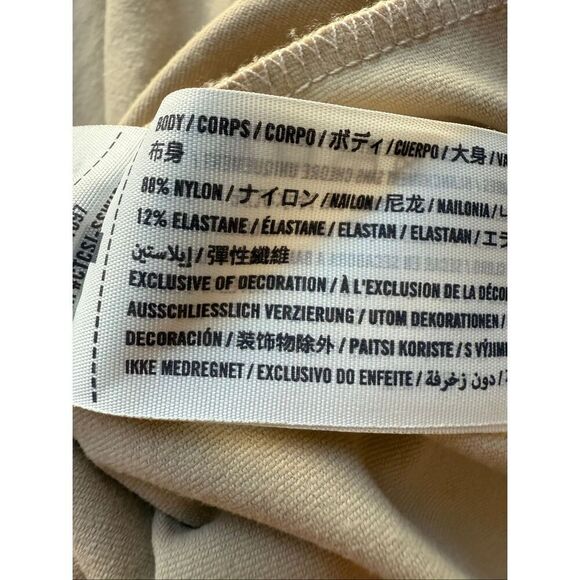 BODY / CORPS / CORPO / ボディ / CUERPO / 大身 / VA
布身
88% NYLON / ナイロン / NAILON / 尼龙 / NAILONIA / レ
12% ELASTANE / ÉLASTANE / ELASTAN / ELASTAAN / エラ
إيلاستين / 彈性纖維
EXCLUSIVE OF DECORATION / À L'EXCLUSION DE LA DÉCO
AUSSCHLIESSLICH VERZIERUNG / UTOM DEKORATIONEN /
DECORACIÓN / 装饰物除外 / PAITSI KORISTE / S VÝJIM
IKKE MEDREGNET / EXCLUSIVO DO ENFEITE / دون زخرفة /